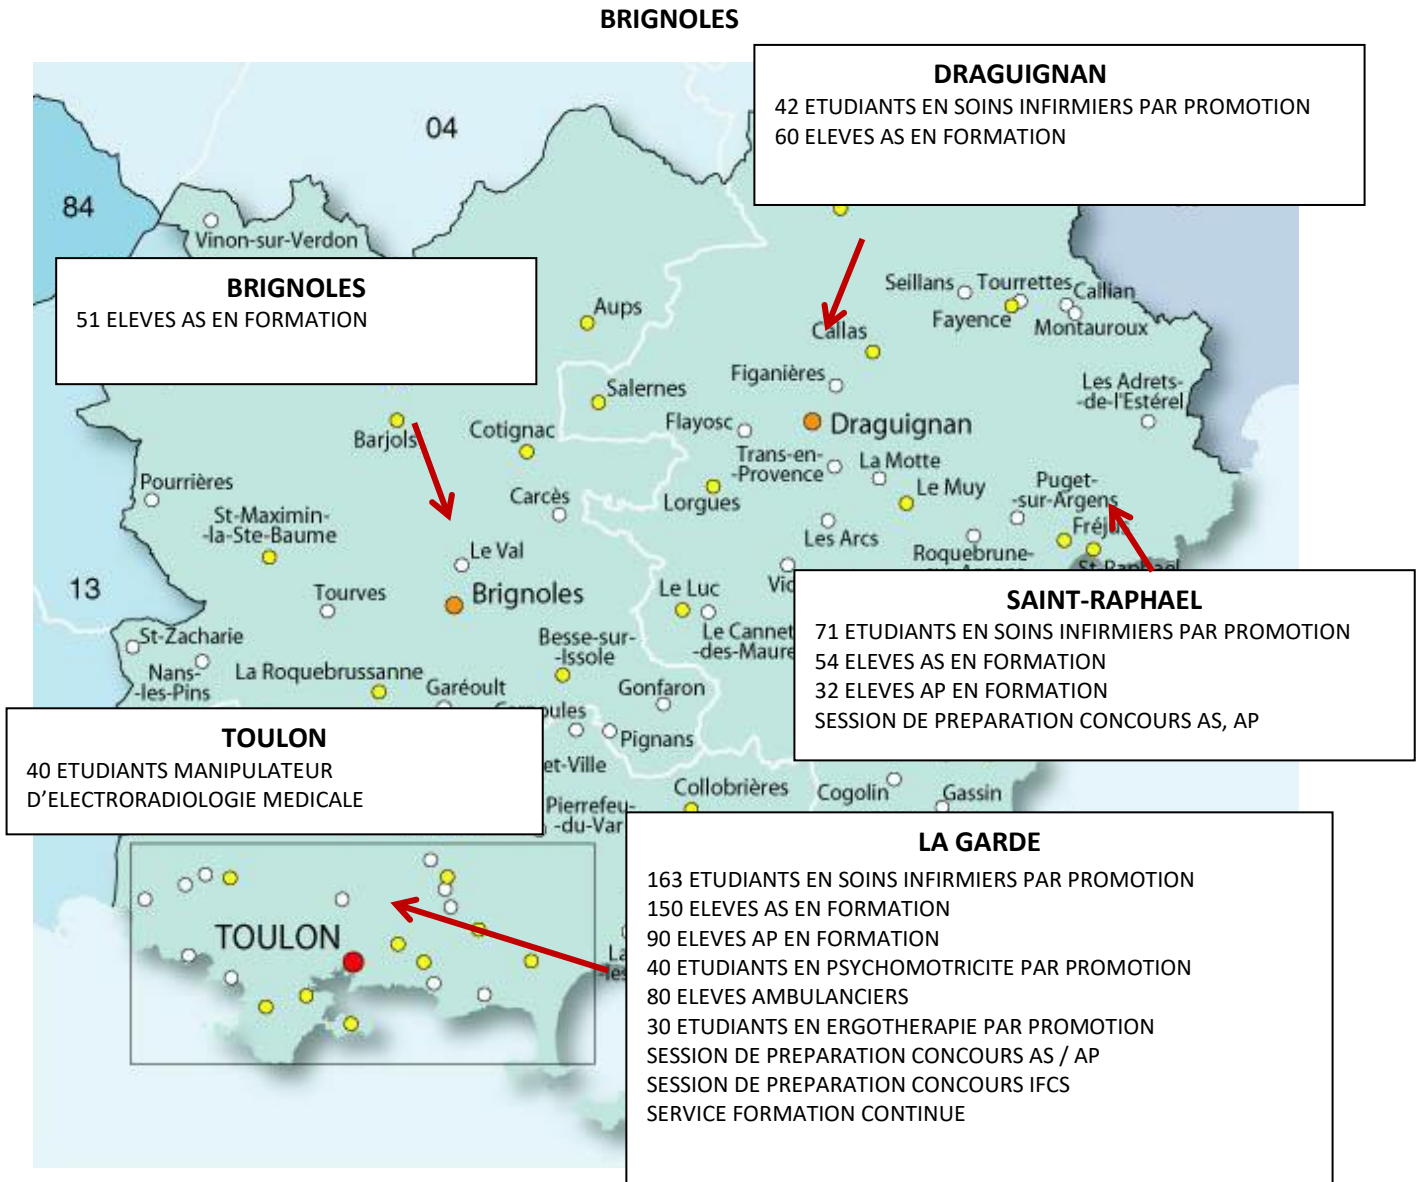 BRIGNOLES
DRAGUIGNAN
42 ETUDIANTS EN SOINS INFIRMIERS PAR PROMOTION
60 ELEVES AS EN FORMATION
04
84
Vinon-sur-Verdon
BRIGNOLES
51 ELEVES AS EN FORMATION
Aups
Seillans
Tourrettes
Callian
Fayence
Montauroux
Callas
Figanières
Salernes
Les Adrets-
-de-l'Estérel
Barjols
Cotignac
Flayosc
Draguignan
Trans-en-
-Provence
La Motte
Pourrières
Carcès
Lorgues
Le Muy
Puget-
-sur-Argens
St-Maximin-
-la-Ste-Baume
Fréjus
Les Arcs
Roquebrune-
St-Raphael
Le Val
13
Tourves
Brignoles
Le Luc
Le Cannet
-des-Maure
St-Zacharie
Besse-sur-
-Issole
Nans-
-les-Pins
La Roquebrussanne
Garéoult
Gonfaron
SAINT-RAPHAEL
71 ETUDIANTS EN SOINS INFIRMIERS PAR PROMOTION
54 ELEVES AS EN FORMATION
32 ELEVES AP EN FORMATION
SESSION DE PREPARATION CONCOURS AS, AP
Pignans
TOULON
40 ETUDIANTS MANIPULATEUR
D'ELECTRORADIOLOGIE MEDICALE
et-Ville
Pierrefeu-
-du-Var
Collobrières
Cogolin
Gassin
LA GARDE
163 ETUDIANTS EN SOINS INFIRMIERS PAR PROMOTION
150 ELEVES AS EN FORMATION
90 ELEVES AP EN FORMATION
40 ETUDIANTS EN PSYCHOMOTRICITE PAR PROMOTION
80 ELEVES AMBULANCIERS
30 ETUDIANTS EN ERGOTHERAPIE PAR PROMOTION
SESSION DE PREPARATION CONCOURS AS / AP
SESSION DE PREPARATION CONCOURS IFCS
SERVICE FORMATION CONTINUE
TOULON